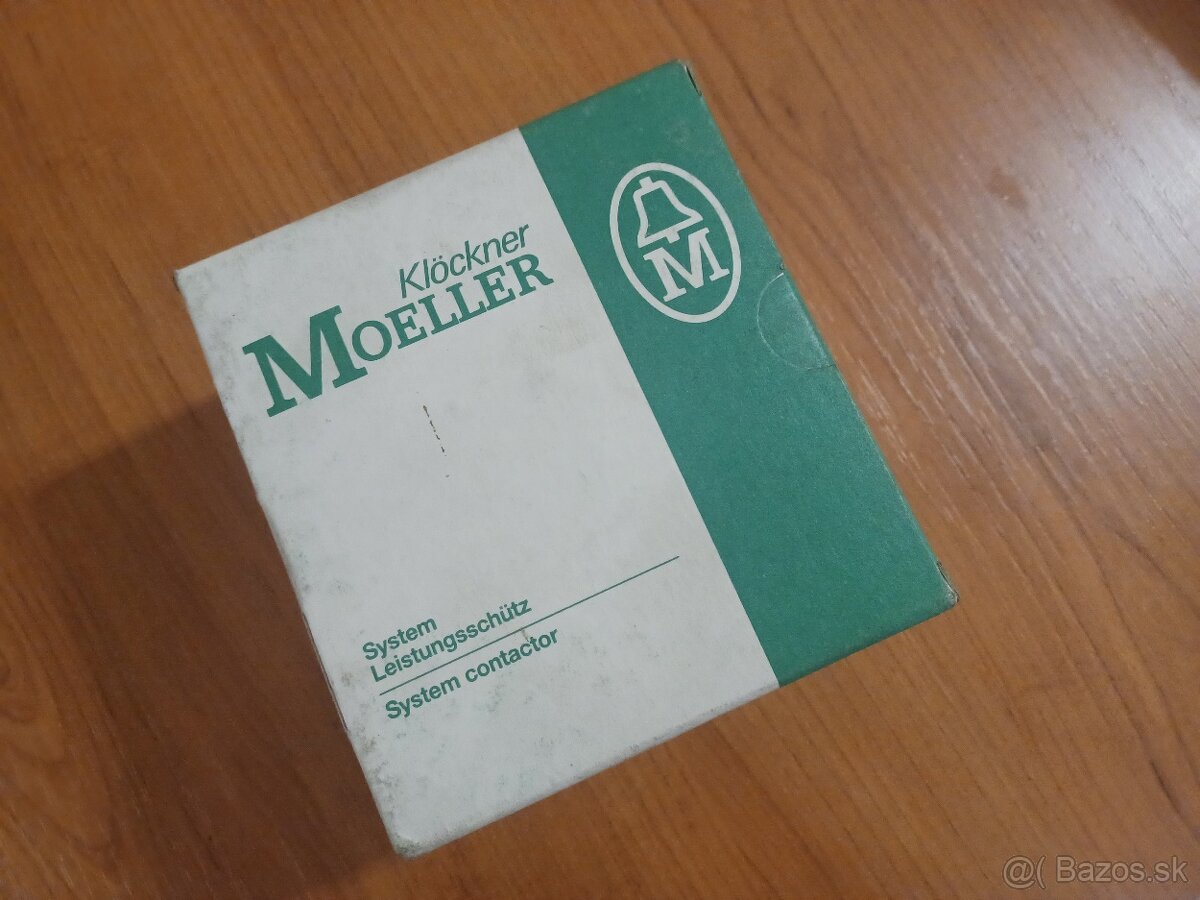 Klöckner
MOELLER
M
System
Leistungsschütz
System contactor
@( Bazos.sk